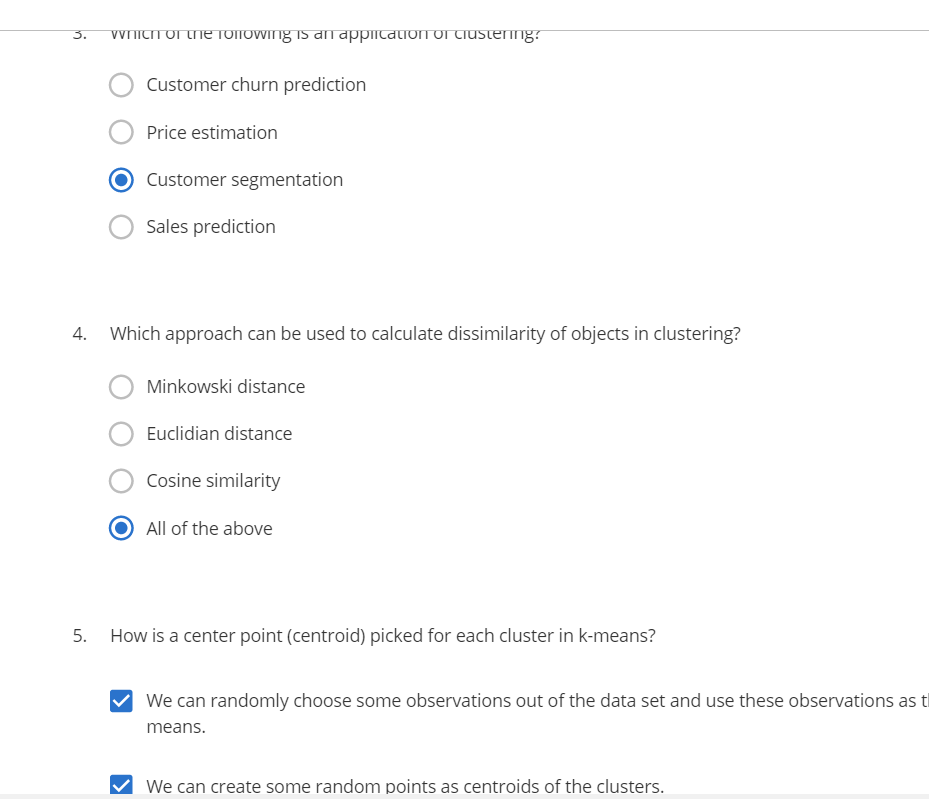 3. Which of the following is an application of clustering?
Customer churn prediction
Price estimation
Customer segmentation
Sales prediction
4. Which approach can be used to calculate dissimilarity of objects in clustering?
Minkowski distance
Euclidian distance
Cosine similarity
All of the above
5. How is a center point (centroid) picked for each cluster in k-means?
We can randomly choose some observations out of the data set and use these observations as
means.
We can create some random points as centroids of the clusters.